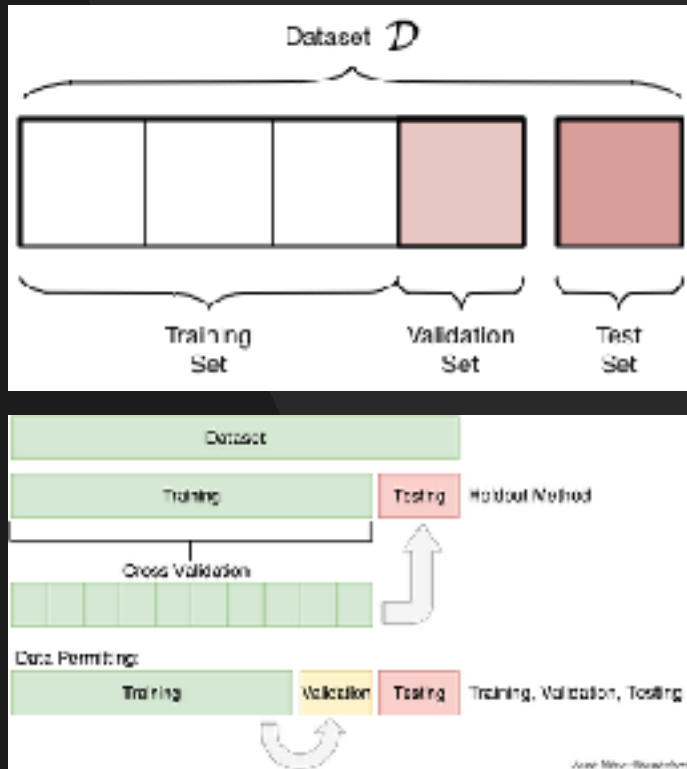 Dataset D
Training
Set
Validation
Set
Test
Set
Dataset
Training Testing Holdout Method
Cross Validation
Data Permitting:
Training Validation Testing Training, Validation, Testing